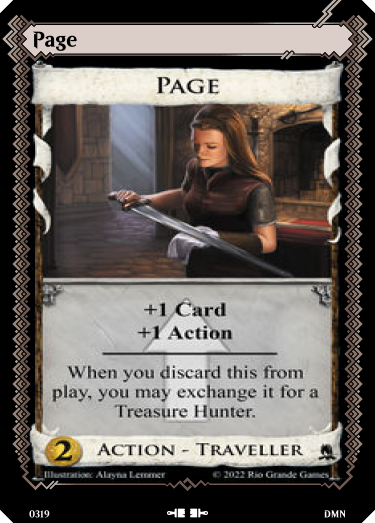 Page
PAGE
+1 Card
+1 Action
When you discard this from
play, you may exchange it for a
Treasure Hunter.
2 ACTION - TRAVELLER
Illustration: Alayna Lemmer © 2022 Rio Grande Games
0319 DMN